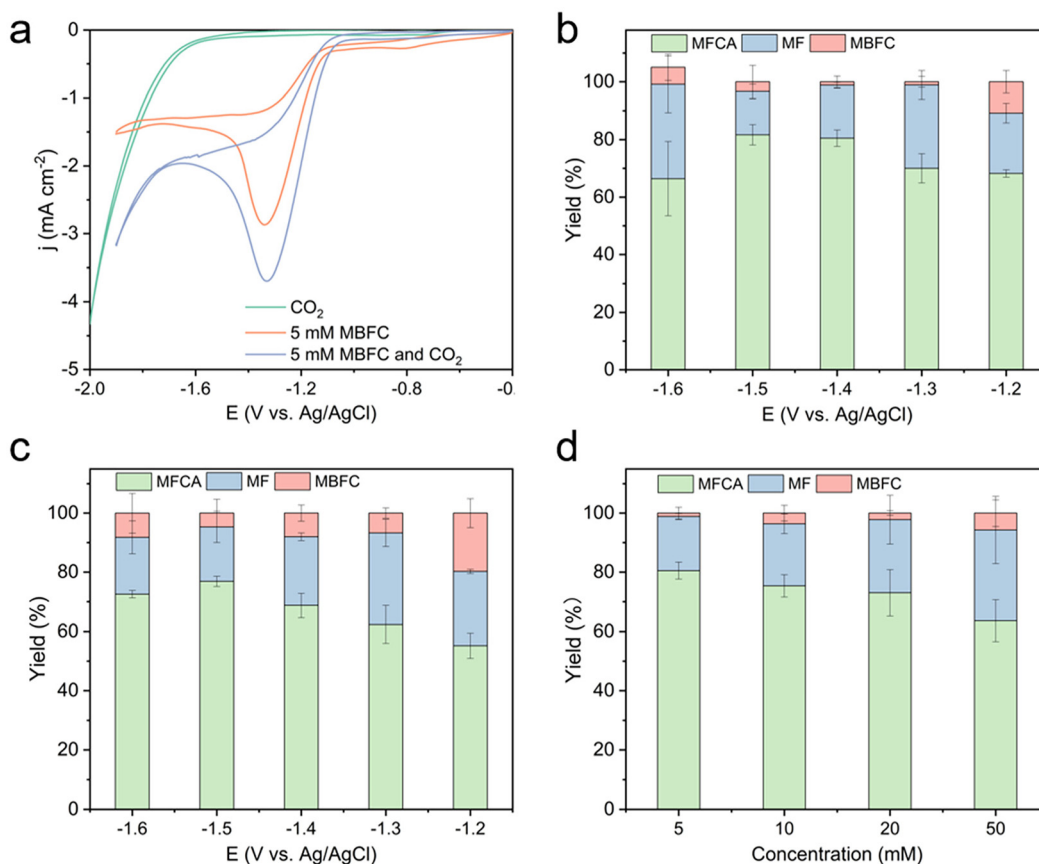 a
0
-1
-2
-3
-4
-5
j (mA cm-2)
CO2
5 mM MBFC
5 mM MBFC and CO2
-2.0 -1.6 -1.2 -0.8 -0.
E (V vs. Ag/AgCl)
b
MFCA MF MBFC
100
80
60
40
20
0
Yield (%)
-1.6 -1.5 -1.4 -1.3 -1.2
E (V vs. Ag/AgCl)
c
MFCA MF MBFC
100
80
60
40
20
0
Yield (%)
-1.6 -1.5 -1.4 -1.3 -1.2
E (V vs. Ag/AgCl)
d
MFCA MF MBFC
100
80
60
40
20
0
Yield (%)
5 10 20 50
Concentration (mM)